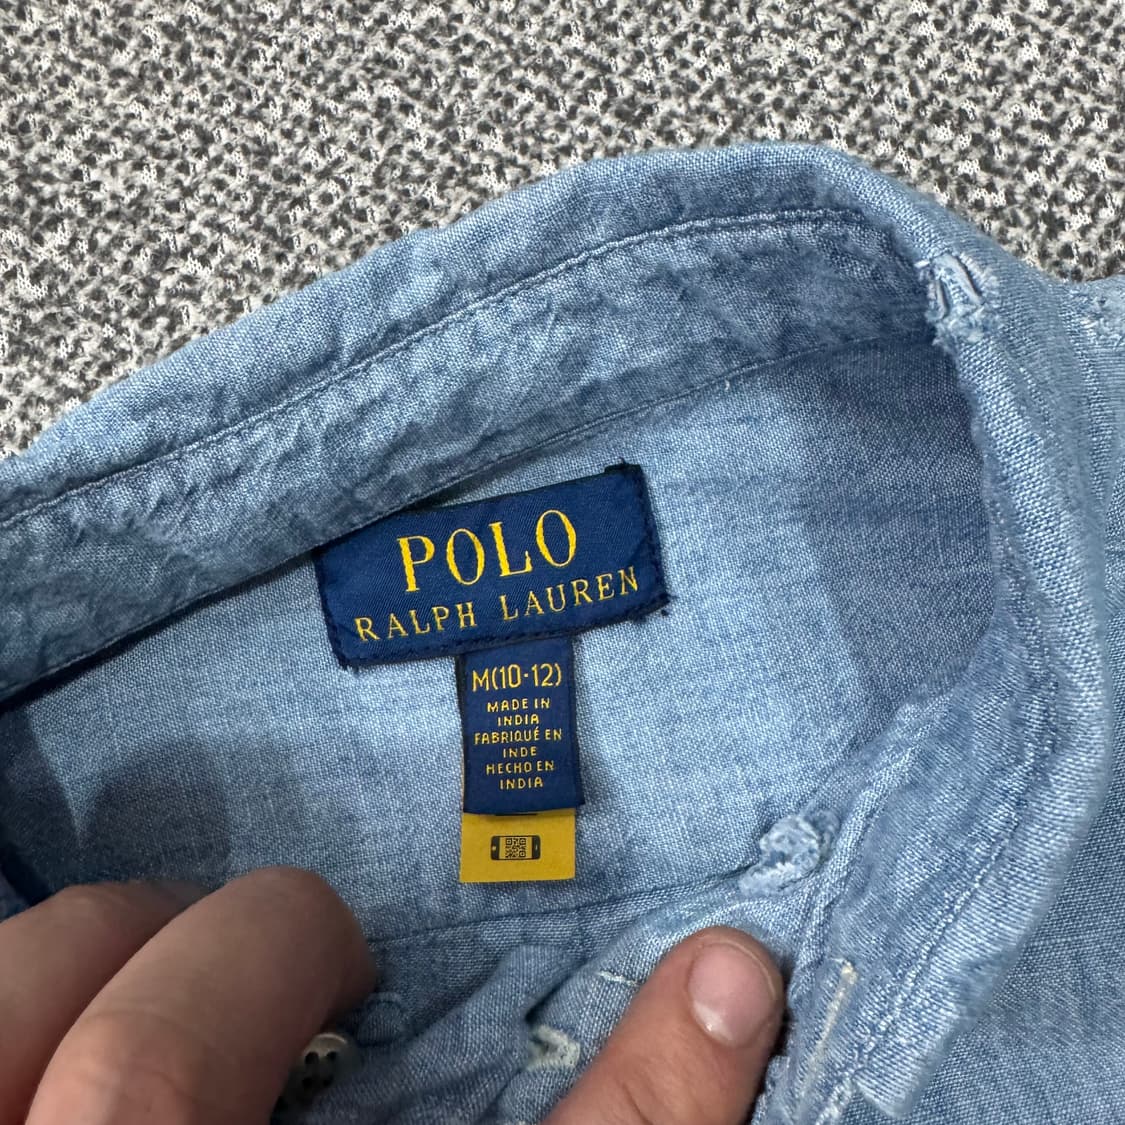 POLO
RALPH LAUREN
M(10·12)
MADE IN
INDIA
FABRIQUÉ EN
INDE
HECHO EN
INDIA